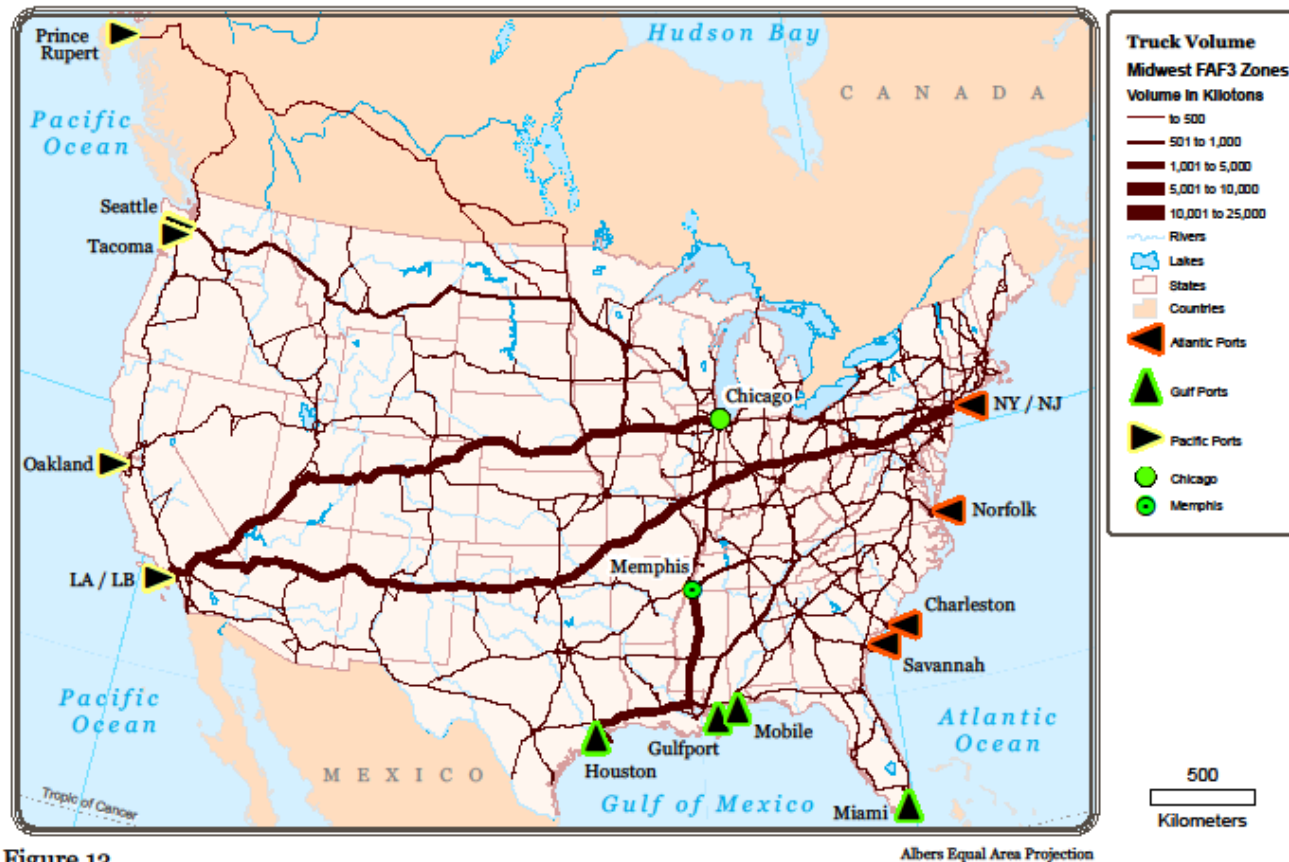 Prince
Rupert
Hudson Bay
CANADA
Pacific
Ocean
Seattle
Tacoma
Chicago
NY / NJ
Oakland
Norfolk
LA / LB
Memphis
Charleston
Savannah
Pacific
Ocean
Atlantic
Ocean
Mobile
Gulfport
Houston
MEXICO
Gulf of Mexico
Miami
Tropic of Cancer
Truck Volume
Midwest FAF3 Zones
Volume in Kilotons
to 500
501 to 1,000
1,001 to 5,000
5,001 to 10,000
10,001 to 25,000
Rivers
Lakes
States
Countries
Atlantic Ports
Gulf Ports
Pacific Ports
Chicago
Memphis
500
Kilometers
Albers Equal Area Projection
Figure